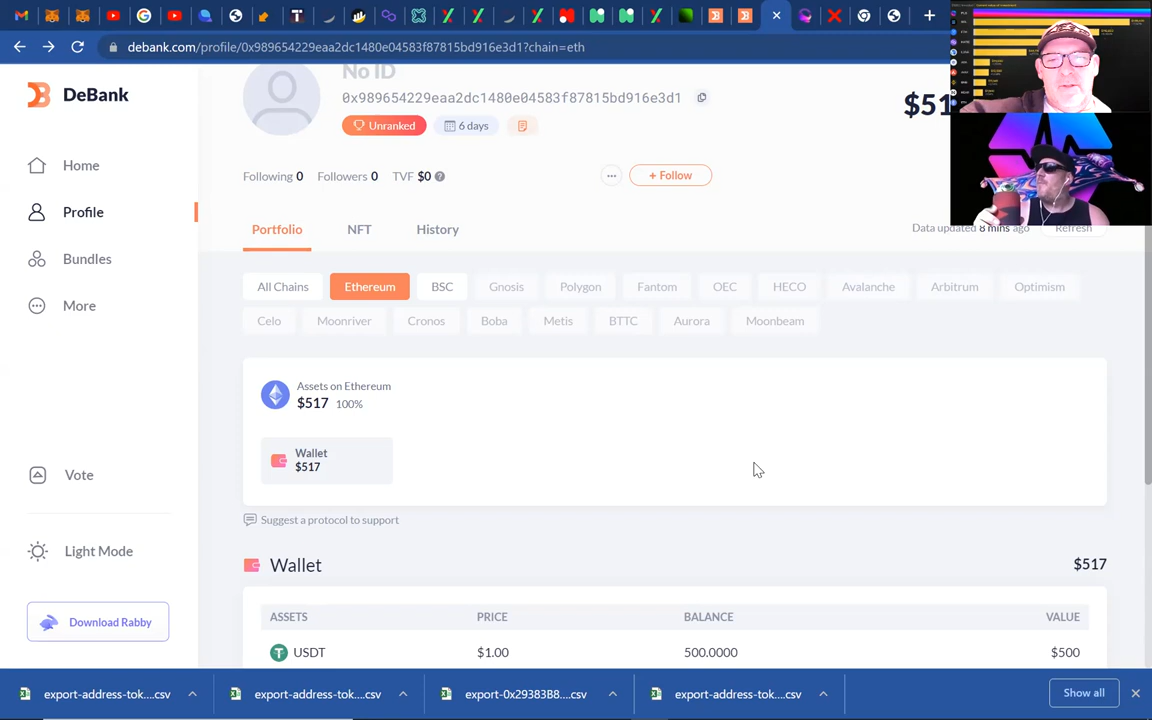 debank.com/profile/0x989654229eaa2dc1480e04583f87815bd916e3d1?chain=eth
DeBank
No ID
0x989654229eaa2dc1480e04583f87815bd916e3d1
$51
Unranked
6 days
Home
Following 0 Followers 0 TVF $0
+ Follow
Profile
Portfolio NFT History
Data updated 8 mins ago Refresh
Bundles
All Chains Ethereum BSC Gnosis Polygon Fantom OEC HECO Avalanche Arbitrum Optimism
More
Celo Moonriver Cronos Boba Metis BTTC Aurora Moonbeam
Assets on Ethereum
$517 100%
Wallet
$517
Vote
Suggest a protocol to support
Light Mode
Wallet $517
ASSETS PRICE BALANCE VALUE
Download Rabby
USDT $1.00 500.0000 $500
export-address-tok....csv export-address-tok....csv export-0x29383B8....csv export-address-tok....csv Show all